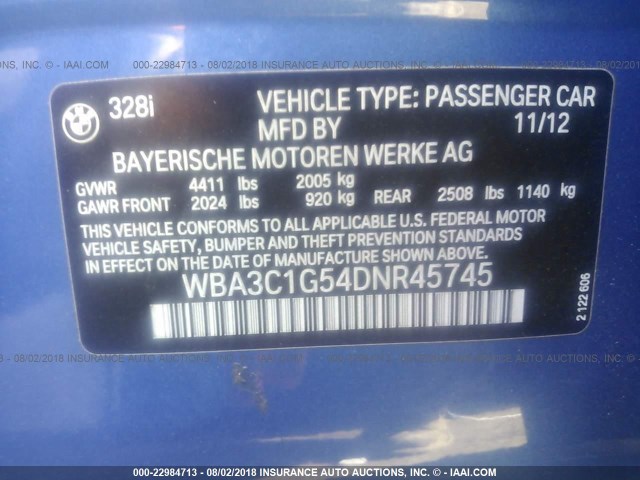 000-22984713 - 08/02/2018 INSURANCE AUTO AUCTIONS, INC. - IAAI.COM
BMW
328i
VEHICLE TYPE: PASSENGER CAR
MFD BY 11/12
BAYERISCHE MOTOREN WERKE AG
GVWR 4411 lbs 2005 kg
GAWR FRONT 2024 lbs 920 kg REAR 2508 lbs 1140 kg
THIS VEHICLE CONFORMS TO ALL APPLICABLE U.S. FEDERAL MOTOR
VEHICLE SAFETY, BUMPER AND THEFT PREVENTION STANDARDS IN
EFFECT ON THE DATE OF MANUFACTURE SHOWN ABOVE.
WBA3C1G54DNR45745
2 122 606
000-22984713 - 08/02/2018 INSURANCE AUTO AUCTIONS, INC. - IAAI.COM